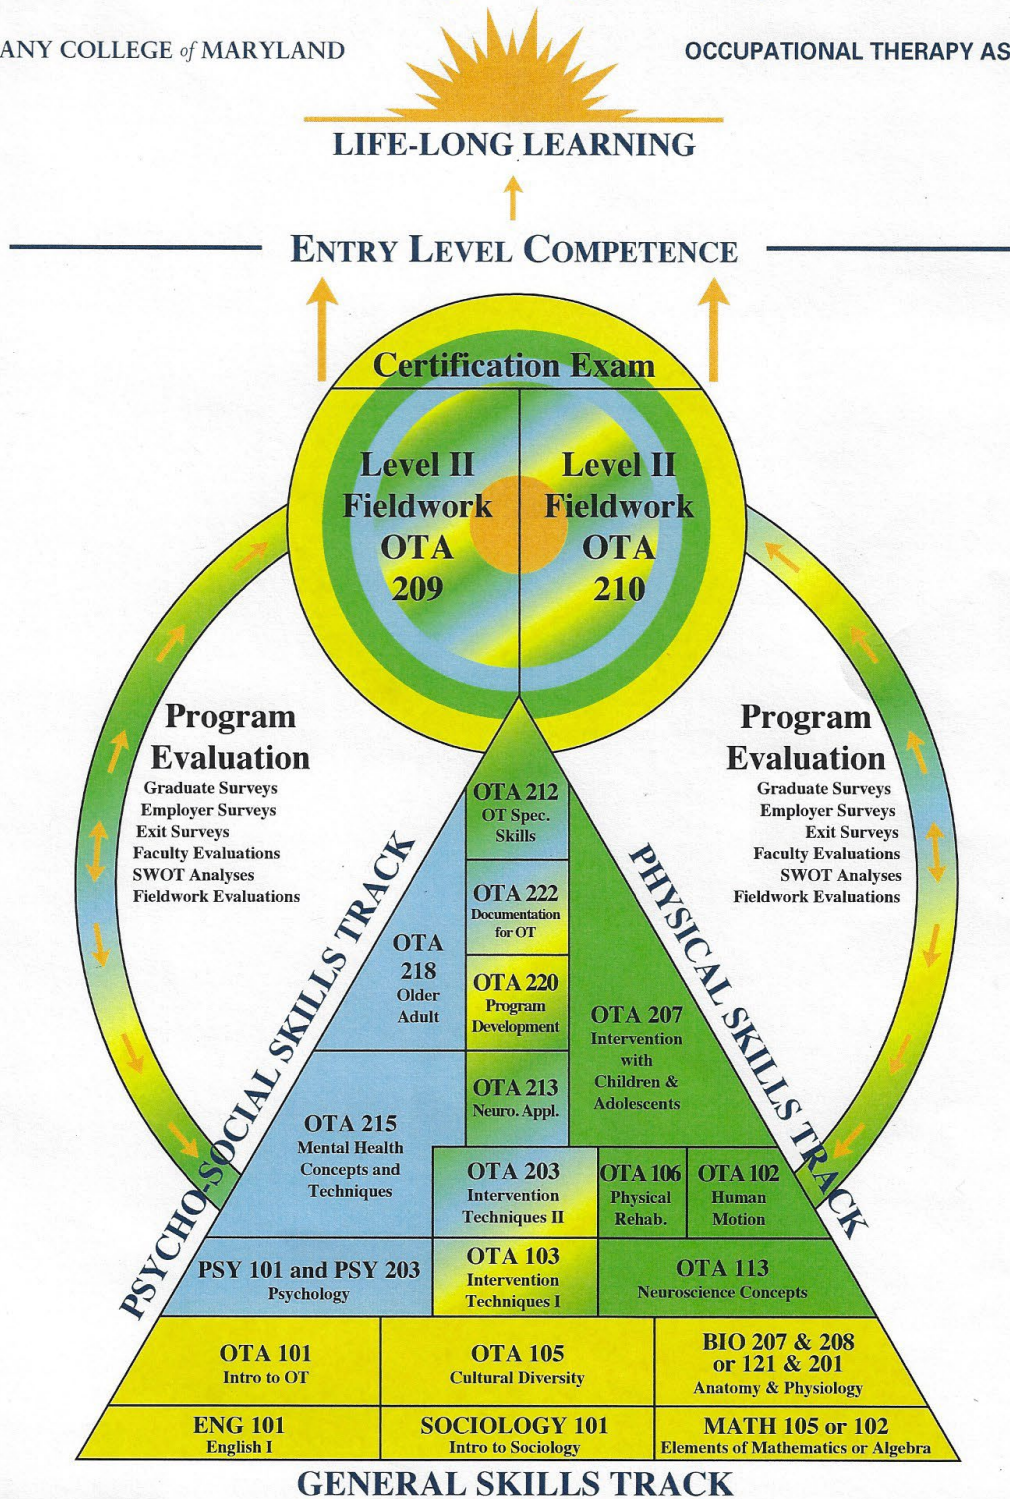 ANY COLLEGE of MARYLAND
OCCUPATIONAL THERAPY AS
LIFE-LONG LEARNING
ENTRY LEVEL COMPETENCE
Certification Exam
Level II
Fieldwork
OTA
209
Level II
Fieldwork
OTA
210
Program
Evaluation
Graduate Surveys
Employer Surveys
Exit Surveys
Faculty Evaluations
SWOT Analyses
Fieldwork Evaluations
Program
Evaluation
Graduate Surveys
Employer Surveys
Exit Surveys
Faculty Evaluations
SWOT Analyses
Fieldwork Evaluations
PSYCHO-SOCIAL SKILLS TRACK
PHYSICAL SKILLS TRACK
OTA 212
OT Spec.
Skills
OTA 222
Documentation
for OT
OTA
218
Older
Adult
OTA 220
Program
Development
OTA 207
Intervention
with
Children &
Adolescents
OTA 213
Neuro. Appl.
OTA 215
Mental Health
Concepts and
Techniques
OTA 203
Intervention
Techniques II
OTA 106
Physical
Rehab.
OTA 102
Human
Motion
PSY 101 and PSY 203
Psychology
OTA 103
Intervention
Techniques I
OTA 113
Neuroscience Concepts
OTA 101
Intro to OT
OTA 105
Cultural Diversity
BIO 207 & 208
or 121 & 201
Anatomy & Physiology
ENG 101
English I
SOCIOLOGY 101
Intro to Sociology
MATH 105 or 102
Elements of Mathematics or Algebra
GENERAL SKILLS TRACK